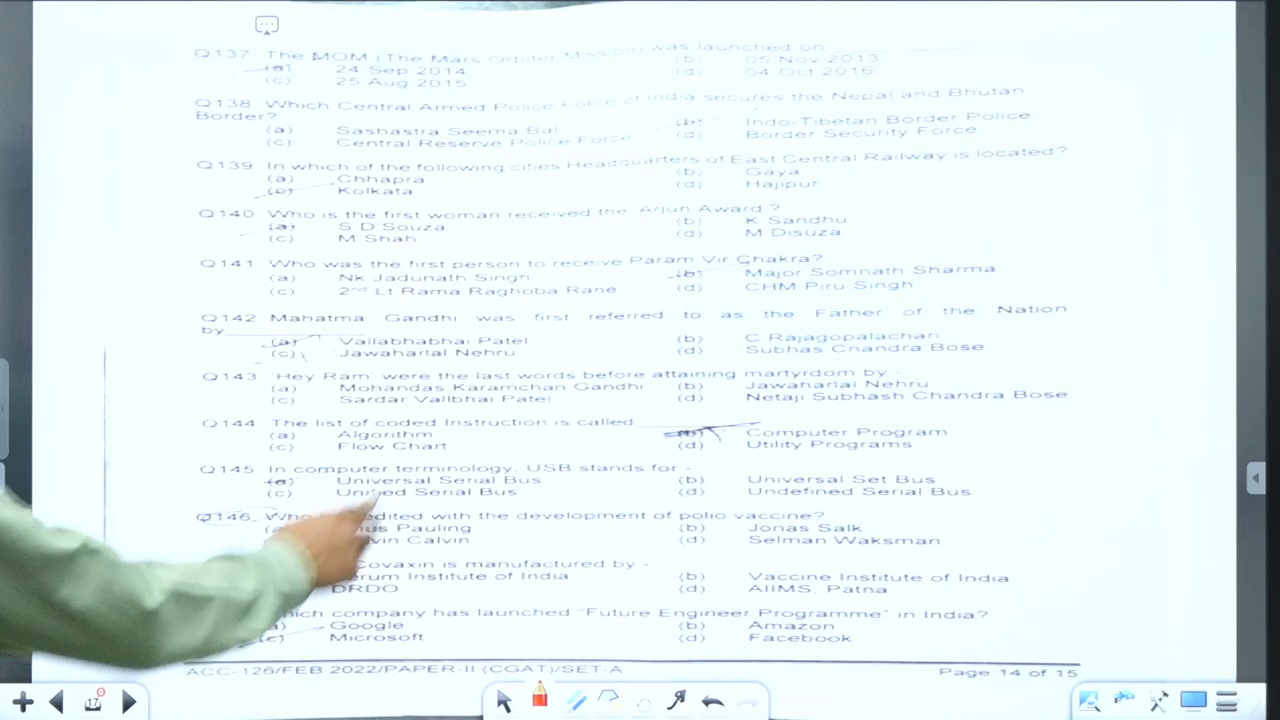 Q137 The MOM (The Mars Orbiter Mission) was launched on
(a) 24 Sep 2014 (b) 05 Nov 2013
(c) 25 Aug 2015 (d) 04 Oct 2016
Q138 Which Central Armed Police Force of India secures the Nepal and Bhutan
Border?
(a) Sashastra Seema Bal (b) Indo-Tibetan Border Police
(c) Central Reserve Police Force (d) Border Security Force
Q139 In which of the following cities Headquarters of East Central Railway is located?
(a) Chhapra (b) Gaya
(c) Kolkata (d) Hajipur
Q140 Who is the first woman received the Arjun Award?
(a) S D'Souza (b) K Sandhu
(c) M Shah (d) M Disuza
Q141 Who was the first person to receive Param Vir Chakra?
(a) Nk Jadunath Singh (b) Major Somnath Sharma
(c) 2nd Lt Rama Raghoba Rane (d) CHM Piru Singh
Q142 Mahatma Gandhi was first referred to as the Father of the Nation
by
(a) Vallabhabhai Patel (b) C Rajagopalachari
(c) Jawaharlal Nehru (d) Subhas Chandra Bose
Q143 'Hey Ram' were the last words before attaining martyrdom by -
(a) Mohandas Karamchan Gandhi (b) Jawaharlal Nehru
(c) Sardar Vallbhai Patel (d) Netaji Subhash Chandra Bose
Q144 The list of coded Instruction is called
(a) Algorithm (b) Computer Program
(c) Flow Chart (d) Utility Programs
Q145 In computer terminology, USB stands for -
(a) Universal Serial Bus (b) Universal Set Bus
(c) Unified Serial Bus (d) Undefined Serial Bus
Q146 Who edited with the development of polio vaccine?
(a) nus Pauling (b) Jonas Salk
vin Calvin (d) Selman Waksman
Covaxin is manufactured by -
erum Institute of India (b) Vaccine Institute of India
DRDO (d) AIIMS, Patna
hich company has launched "Future Engineer Programme" in India?
) Google (b) Amazon
(c) Microsoft (d) Facebook
ACC-126/FEB 2022/PAPER-II (CGAT)/SET-A Page 14 of 15
17